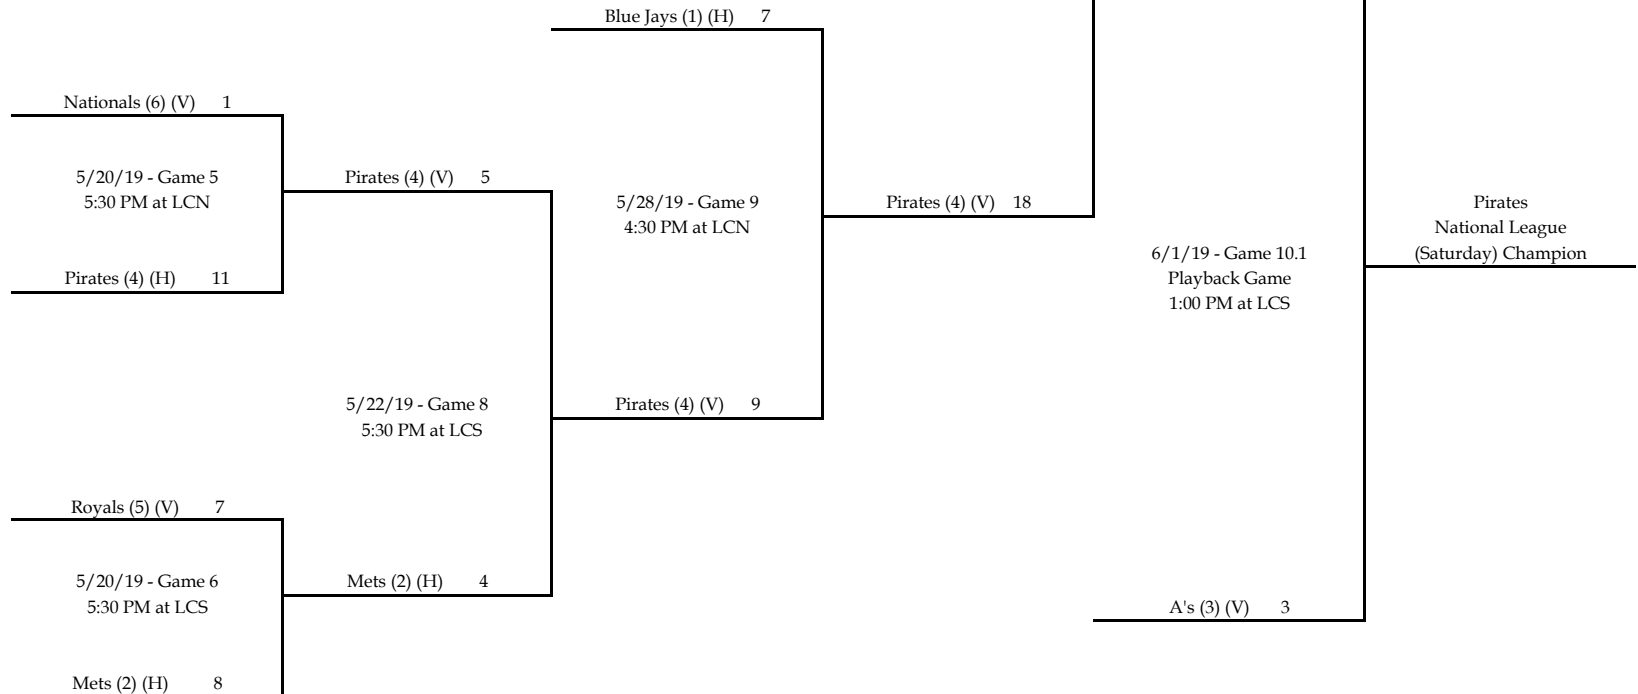 Blue Jays (1) (H) 7
Nationals (6) (V) 1
5/20/19 - Game 5
5:30 PM at LCN
Pirates (4) (H) 11
Pirates (4) (V) 5
5/28/19 - Game 9
4:30 PM at LCN
Pirates (4) (V) 18
Pirates
National League
(Saturday) Champion
6/1/19 - Game 10.1
Playback Game
1:00 PM at LCS
5/22/19 - Game 8
5:30 PM at LCS
Pirates (4) (V) 9
Royals (5) (V) 7
5/20/19 - Game 6
5:30 PM at LCS
Mets (2) (H) 4
A's (3) (V) 3
Mets (2) (H) 8